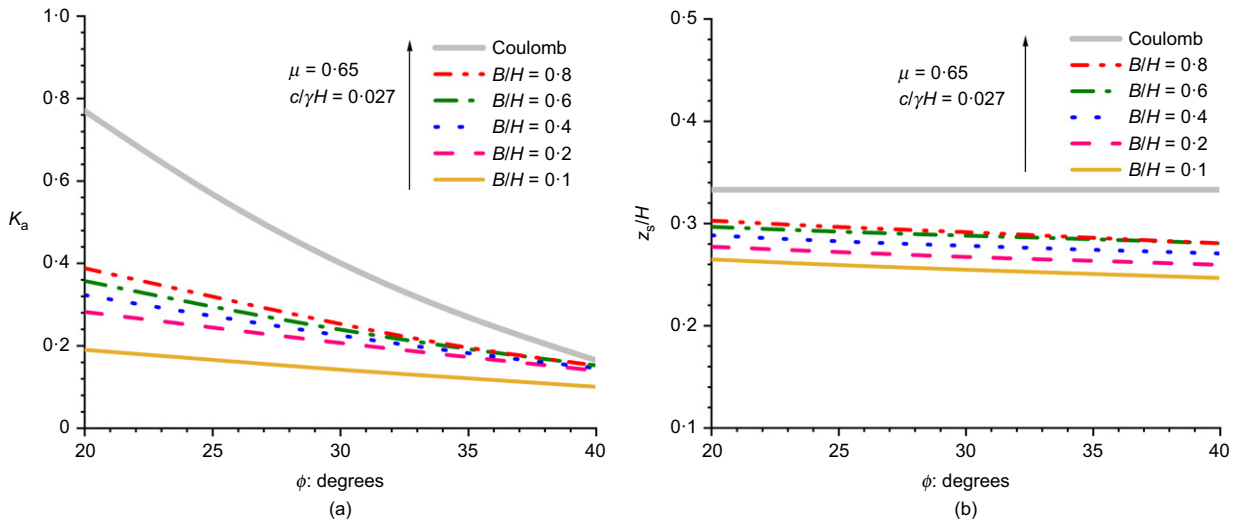 1·0
0·8
0·6
0·4
0·2
0
K_a
20
25
30
35
40
ϕ: degrees
(a)
μ = 0·65
c/γH = 0·027
Coulomb
B/H = 0·8
B/H = 0·6
B/H = 0·4
B/H = 0·2
B/H = 0·1
0·5
0·4
0·3
0·2
0·1
z_s/H
20
25
30
35
40
ϕ: degrees
(b)
μ = 0·65
c/γH = 0·027
Coulomb
B/H = 0·8
B/H = 0·6
B/H = 0·4
B/H = 0·2
B/H = 0·1